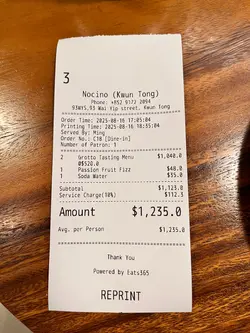 3
Nocino (Kwun Tong)
Phone: +852 9172 2094
93WYS,93 Wai Yip street, Kwun Tong
Order Time: 2025-08-16 17:05:04
Printing Time: 2025-08-16 18:35:04
Served By: Ming
Order No.: C18 [Dine-in]
Number of Patron: 1
2 Grotto Tasting Menu $1,040.0
@$520.0
1 Passion Fruit Fizz $48.0
1 Soda Water $35.0
Subtotal $1,123.0
Service Charge(10%) $112.3
Amount $1,235.0
Avg. per Person $1,235.0
Thank You
Powered by Eats365
REPRINT